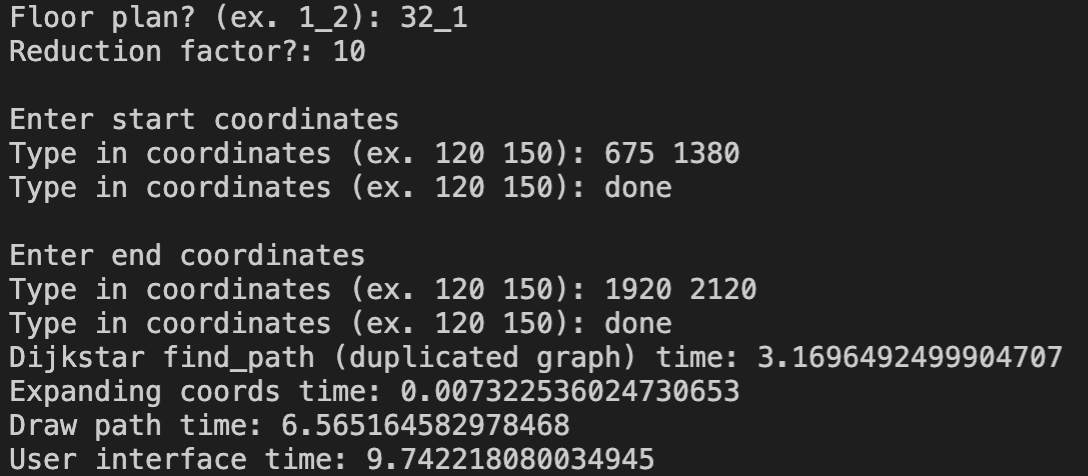 Floor plan? (ex. 1_2): 32_1
Reduction factor?: 10
Enter start coordinates
Type in coordinates (ex. 120 150): 675 1380
Type in coordinates (ex. 120 150): done
Enter end coordinates
Type in coordinates (ex. 120 150): 1920 2120
Type in coordinates (ex. 120 150): done
Dijkstar find_path (duplicated graph) time: 3.1696492499904707
Expanding coords time: 0.007322536024730653
Draw path time: 6.565164582978468
User interface time: 9.742218080034945